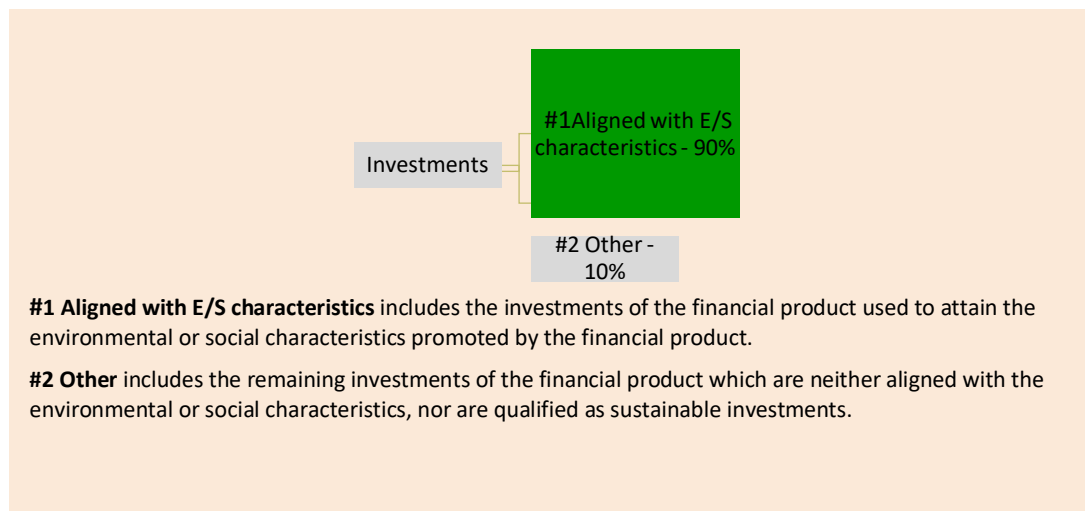 #1Aligned with E/S
characteristics - 90%
Investments
#2 Other -
10%
#1 Aligned with E/S characteristics includes the investments of the financial product used to attain the
environmental or social characteristics promoted by the financial product.
#2 Other includes the remaining investments of the financial product which are neither aligned with the
environmental or social characteristics, nor are qualified as sustainable investments.